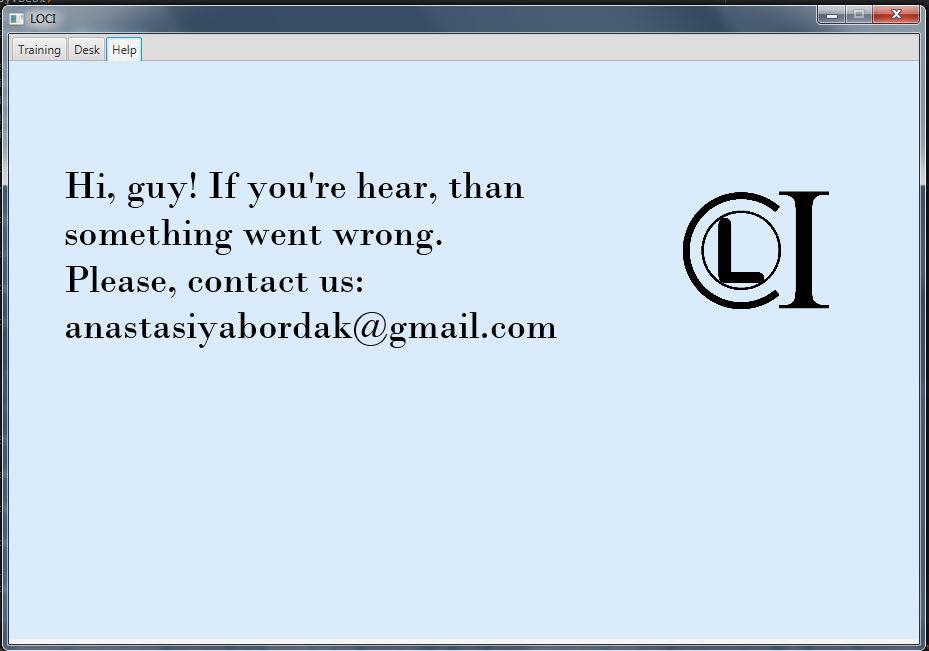 LOCI
Training Desk Help
Hi, guy! If you're hear, than
something went wrong.
Please, contact us:
anastasiyabordak@gmail.com
LCI